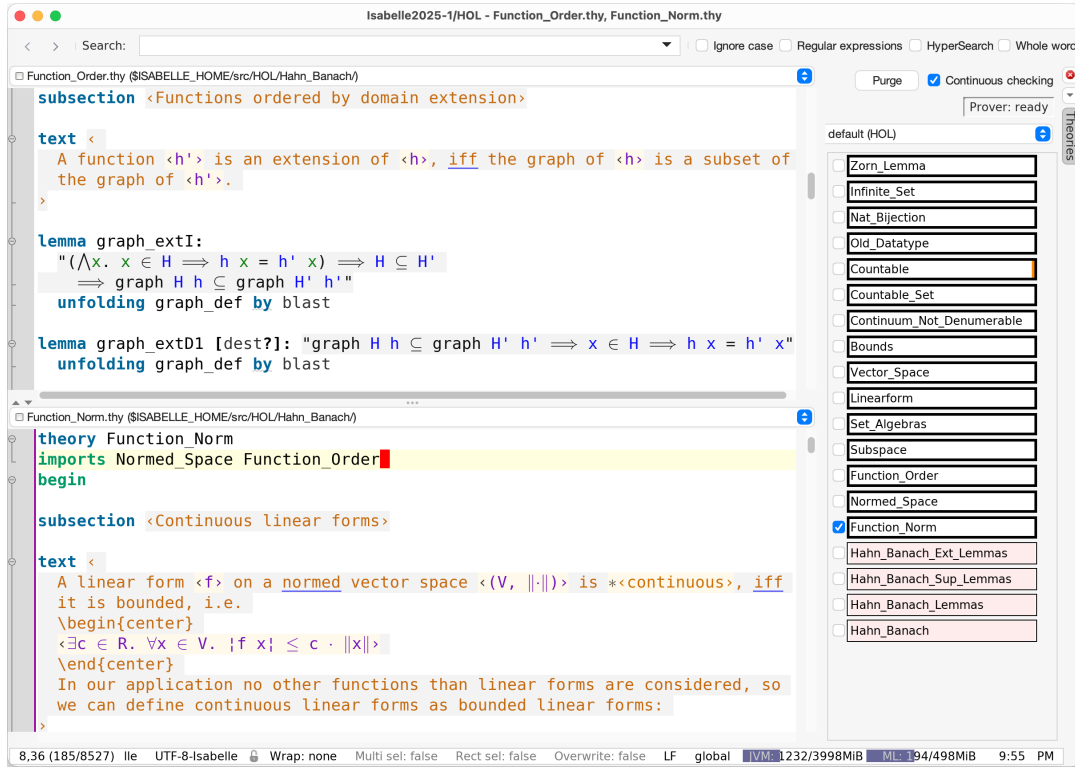 Isabelle2025-1/HOL - Function_Order.thy, Function_Norm.thy
Search:
Ignore case
Regular expressions
HyperSearch
Whole word
Function_Order.thy ($ISABELLE_HOME/src/HOL/Hahn_Banach/)
subsection ‹Functions ordered by domain extension›
text ‹
A function ‹h'› is an extension of ‹h›, iff the graph of ‹h› is a subset of
the graph of ‹h'›.
›
lemma graph_extI:
"(⋀x. x ∈ H ⟹ h x = h' x) ⟹ H ⊆ H'
⟹ graph H h ⊆ graph H' h'"
unfolding graph_def by blast
lemma graph_extD1 [dest?]: "graph H h ⊆ graph H' h' ⟹ x ∈ H ⟹ h x = h' x"
unfolding graph_def by blast
Function_Norm.thy ($ISABELLE_HOME/src/HOL/Hahn_Banach/)
theory Function_Norm
imports Normed_Space Function_Order
begin
subsection ‹Continuous linear forms›
text ‹
A linear form ‹f› on a normed vector space ‹(V, ∥·∥)› is *‹continuous›, iff
it is bounded, i.e.
\begin{center}
‹∃c ∈ R. ∀x ∈ V. ¦f x¦ ≤ c · ∥x∥›
\end{center}
In our application no other functions than linear forms are considered, so
we can define continuous linear forms as bounded linear forms:
›
Purge
Continuous checking
Prover: ready
default (HOL)
Theories
Zorn_Lemma
Infinite_Set
Nat_Bijection
Old_Datatype
Countable
Countable_Set
Continuum_Not_Denumerable
Bounds
Vector_Space
Linearform
Set_Algebras
Subspace
Function_Order
Normed_Space
Function_Norm
Hahn_Banach_Ext_Lemmas
Hahn_Banach_Sup_Lemmas
Hahn_Banach_Lemmas
Hahn_Banach
8,36 (185/8527) lle UTF-8-Isabelle Wrap: none Multi sel: false Rect sel: false Overwrite: false LF global JVM: 1232/3998MiB ML: 194/498MiB 9:55 PM